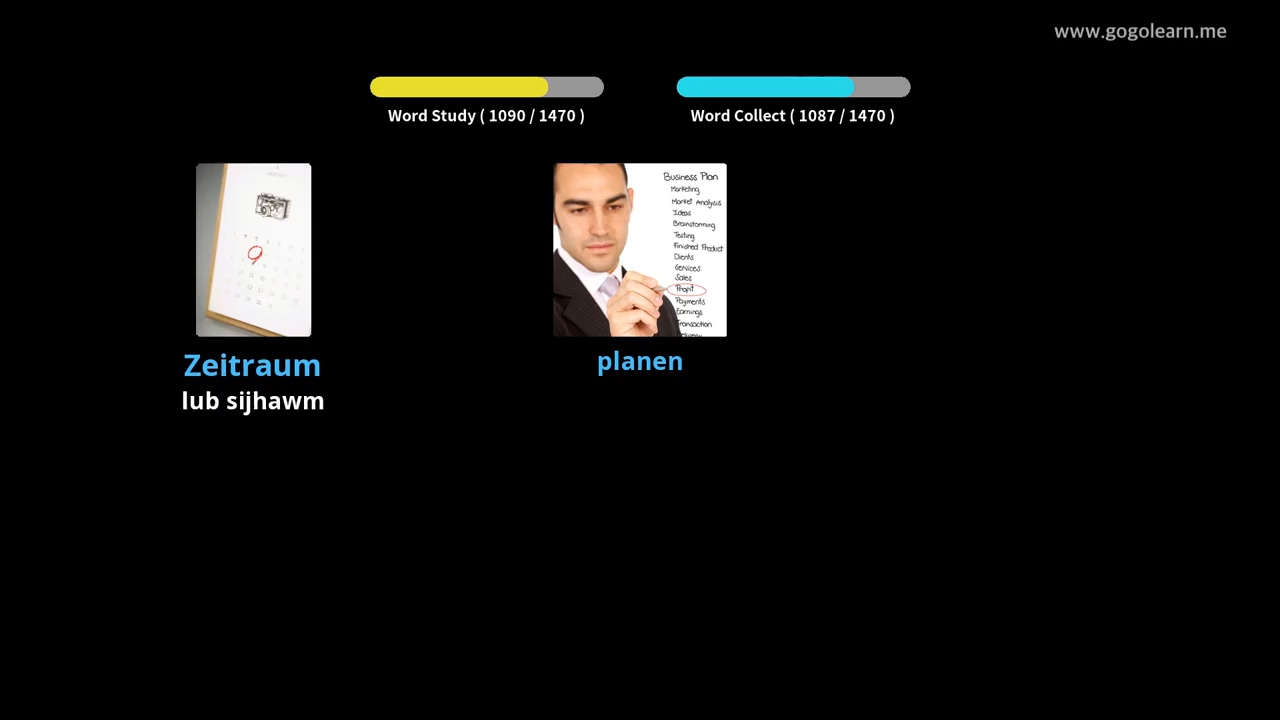 www.gogolearn.me
Word Study ( 1090 / 1470 )
Word Collect ( 1087 / 1470 )
Business Plan
Marketing
Market Analysis
Ideas
Brainstorming
Testing
Finished Product
Clients
Services
Sales
Profit
Payments
Earnings
Transaction
Zeitraum
lub sijhawm
planen